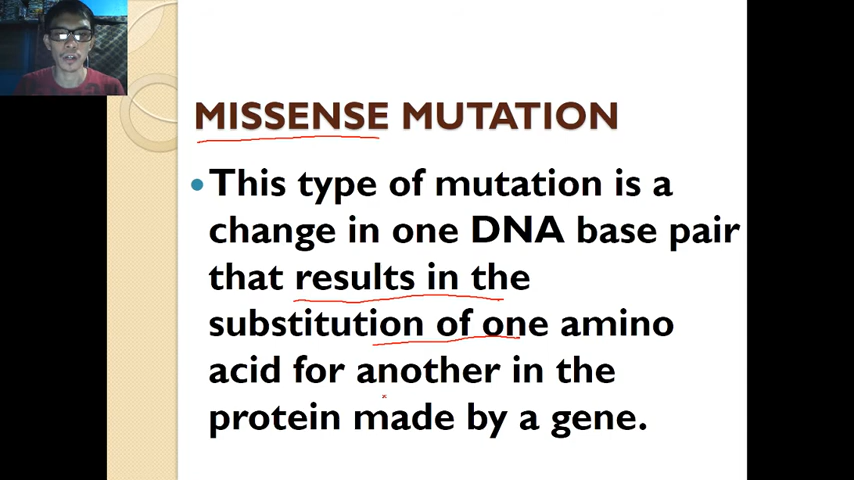 MISSENSE MUTATION
This type of mutation is a
change in one DNA base pair
that results in the
substitution of one amino
acid for another in the
protein made by a gene.